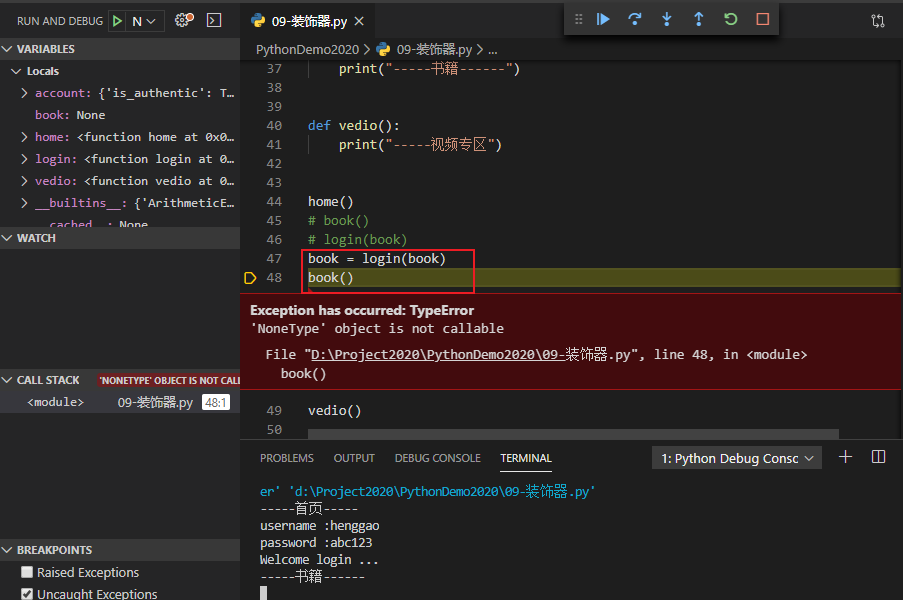 RUN AND DEBUG N
09-装饰器.py
VARIABLES
PythonDemo2020 > 09-装饰器.py > ...
Locals
account: {'is_authentic': T…
book: None
home: <function home at 0x0…
login: <function login at 0…
vedio: <function vedio at 0…
__builtins__: {'ArithmeticE…
cached : None
WATCH
CALL STACK 'NONETYPE' OBJECT IS NOT CALL
<module> 09-装饰器.py 48:1
BREAKPOINTS
Raised Exceptions
Uncaught Exceptions
37 print("-----书籍------")
38
39
40 def vedio():
41 print("-----视频专区")
42
43
44 home()
45 # book()
46 # login(book)
47 book = login(book)
48 book()
Exception has occurred: TypeError
'NoneType' object is not callable
File "D:\Project2020\PythonDemo2020\09-装饰器.py", line 48, in <module>
book()
49 vedio()
50
PROBLEMS OUTPUT DEBUG CONSOLE TERMINAL 1: Python Debug Consc
er' 'd:\Project2020\PythonDemo2020\09-装饰器.py'
-----首页-----
username :henggao
password :abc123
Welcome login ...
-----书籍------